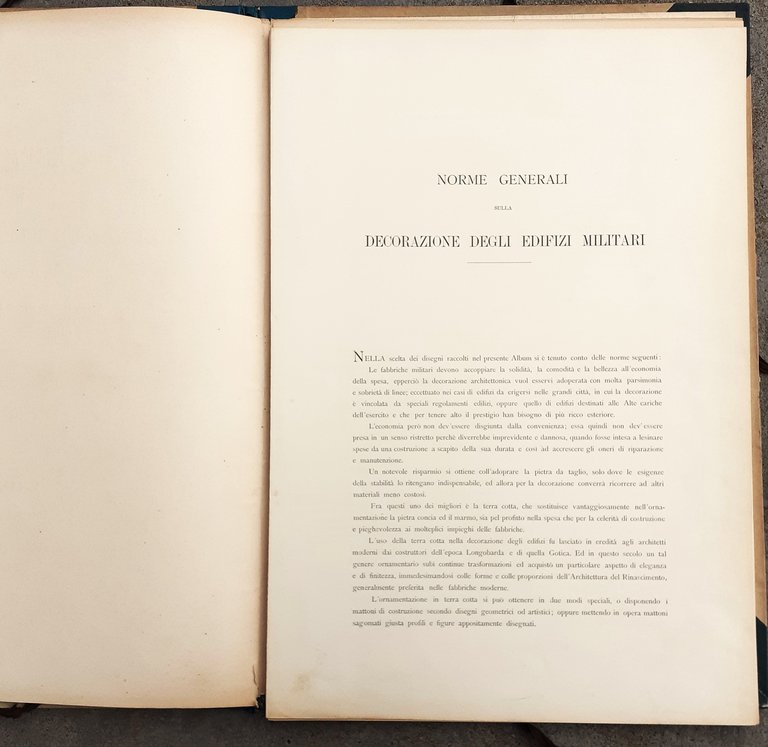 NORME GENERALI
SULLA
DECORAZIONE DEGLI EDIFIZI MILITARI
NELLA scelta dei disegni raccolti nel presente Album si è tenuto conto delle norme seguenti:
Le fabbriche militari devono accoppiare la solidità, la comodità e la bellezza all'economia
della spesa, epperciò la decorazione architettonica vuol esservi adoperata con molta parsimonia
e sobrietà di linee; eccettuato nei casi di edifizi da erigersi nelle grandi città, in cui la decorazione
è vincolata da speciali regolamenti edilizi, oppure quello di edifizi destinati alle Alte cariche
dell'esercito e che per tenere alto il prestigio han bisogno di più ricco esteriore.
L'economia però non dev'essere disgiunta dalla convenienza; essa quindi non dev'essere
presa in un senso ristretto perchè diverrebbe imprevidente e dannosa, quando fosse intesa a lesinare
spese da una costruzione a scapito della sua durata e così ad accrescere gli oneri di riparazione
e manutenzione.
Un notevole risparmio si ottiene coll'adoprare la pietra da taglio, solo dove le esigenze
della stabilità lo ritengano indispensabile, ed allora per la decorazione converrà ricorrere ad altri
materiali meno costosi.
Fra questi uno dei migliori è la terra cotta, che sostituisce vantaggiosamente nell'orna-
mentazione la pietra concia ed il marmo, sia pel profitto nella spesa che per la celerità di costruzione
e pieghevolezza ai molteplici impieghi delle fabbriche.
L'uso della terra cotta nella decorazione degli edifizi fu lasciato in eredità agli architetti
moderni dai costruttori dell'epoca Longobarda e di quella Gotica. Ed in questo secolo un tal
genere ornamentario subì continue trasformazioni ed acquistò un particolare aspetto di eleganza
e di finitezza, immedesimandosi colle forme e colle proporzioni dell'Architettura del Rinascimento,
generalmente preferita nelle fabbriche moderne.
L'ornamentazione in terra cotta si può ottenere in due modi speciali, o disponendo i
mattoni di costruzione secondo disegni geometrici od artistici; oppure mettendo in opera mattoni
sagomati giusta profili e figure appositamente disegnati.